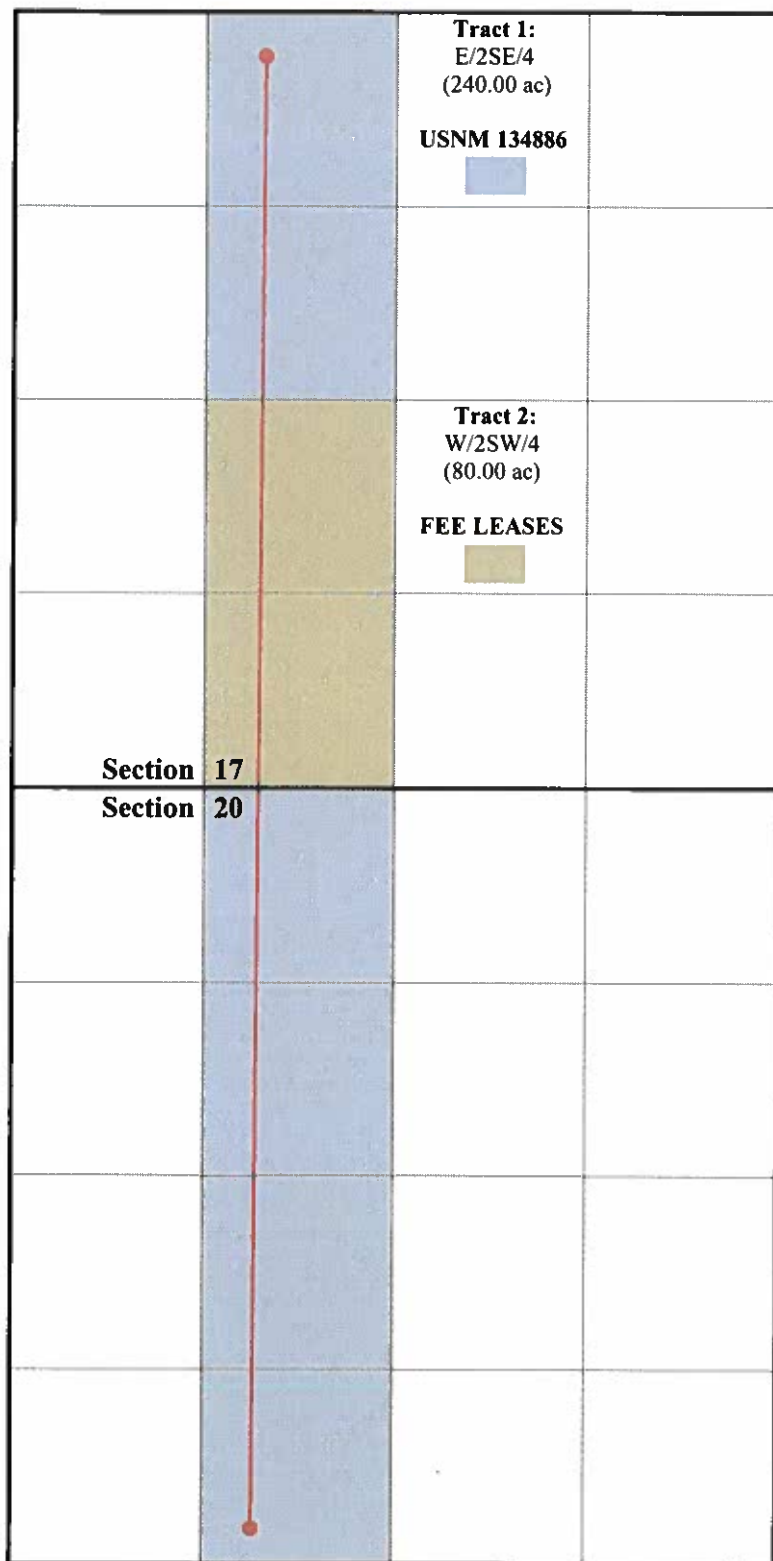 Tract 1:
E/2SE/4
(240.00 ac)
USNM 134886
Tract 2:
W/2SW/4
(80.00 ac)
FEE LEASES
Section 17
Section 20